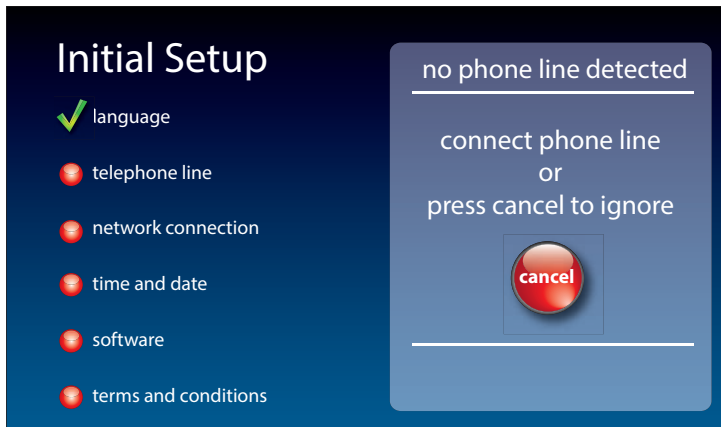 Initial Setup
language
telephone line
network connection
time and date
software
terms and conditions
no phone line detected
connect phone line
or
press cancel to ignore
cancel